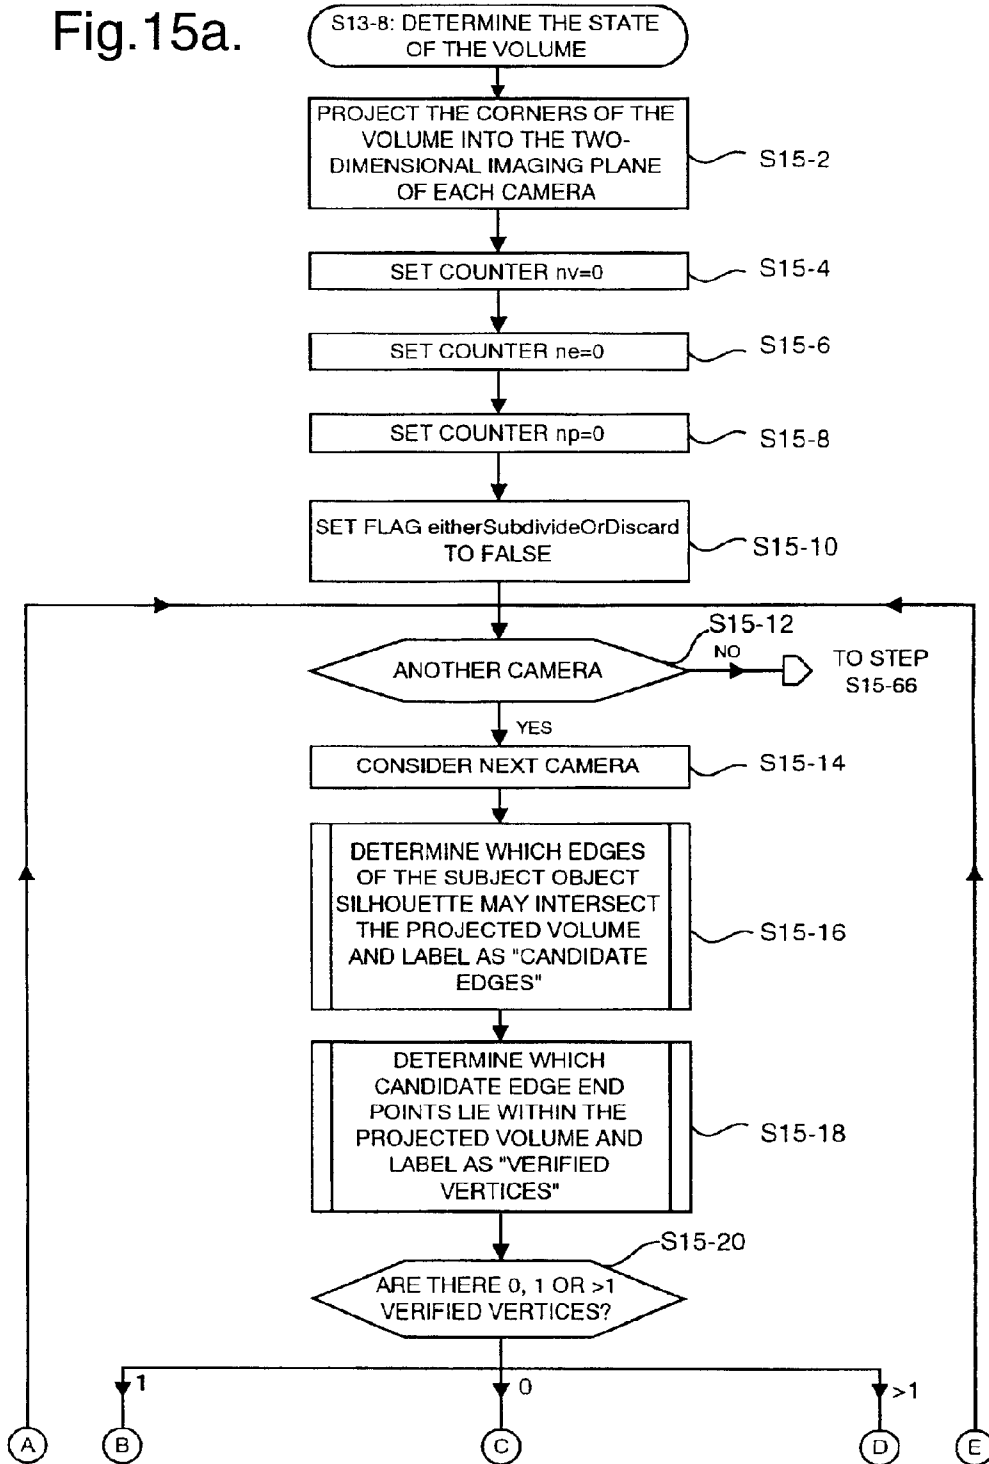 Fig.15a.
S13-8: DETERMINE THE STATE
OF THE VOLUME
PROJECT THE CORNERS OF THE
VOLUME INTO THE TWO-
DIMENSIONAL IMAGING PLANE
OF EACH CAMERA
S15-2
SET COUNTER nv=0
S15-4
SET COUNTER ne=0
S15-6
SET COUNTER np=0
S15-8
SET FLAG eitherSubdivideOrDiscard
TO FALSE
S15-10
S15-12
ANOTHER CAMERA
NO
TO STEP
S15-66
YES
CONSIDER NEXT CAMERA
S15-14
DETERMINE WHICH EDGES
OF THE SUBJECT OBJECT
SILHOUETTE MAY INTERSECT
THE PROJECTED VOLUME
AND LABEL AS "CANDIDATE
EDGES"
S15-16
DETERMINE WHICH
CANDIDATE EDGE END
POINTS LIE WITHIN THE
PROJECTED VOLUME AND
LABEL AS "VERIFIED
VERTICES"
S15-18
S15-20
ARE THERE 0, 1 OR >1
VERIFIED VERTICES?
1
0
>1
A
B
C
D
E